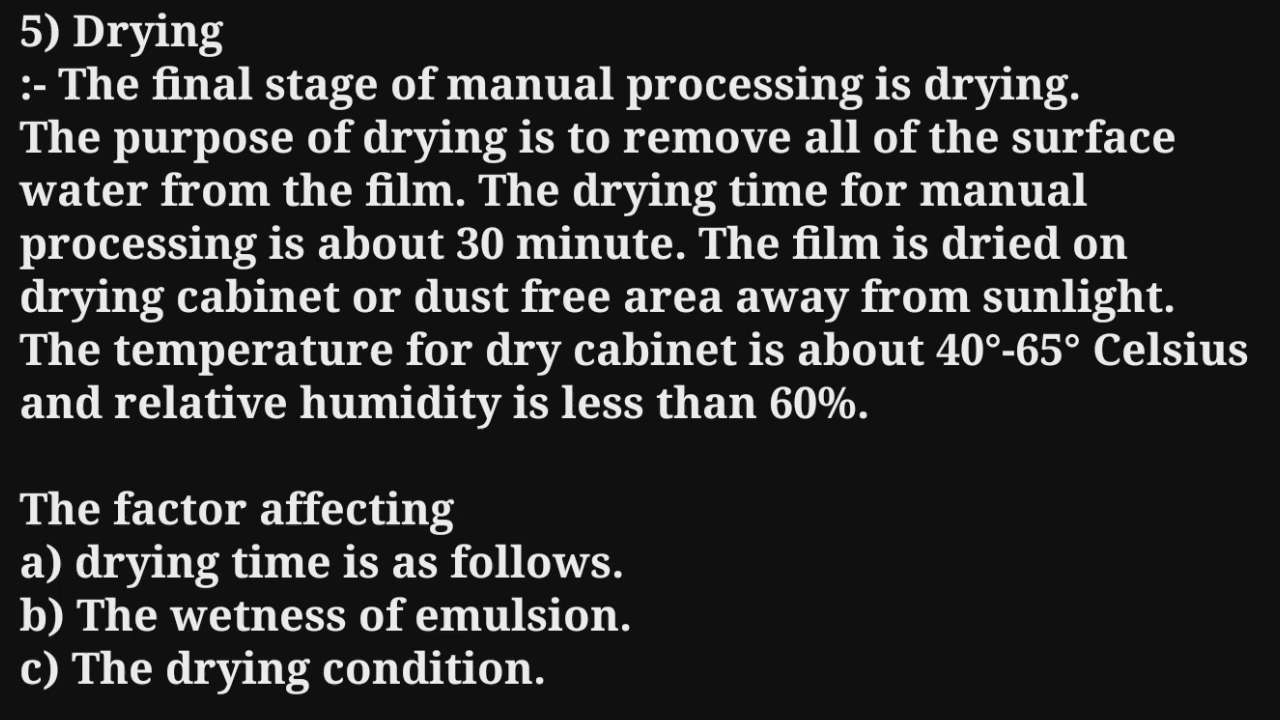 5) Drying
:- The final stage of manual processing is drying.
The purpose of drying is to remove all of the surface
water from the film. The drying time for manual
processing is about 30 minute. The film is dried on
drying cabinet or dust free area away from sunlight.
The temperature for dry cabinet is about 40°-65° Celsius
and relative humidity is less than 60%.
The factor affecting
a) drying time is as follows.
b) The wetness of emulsion.
c) The drying condition.